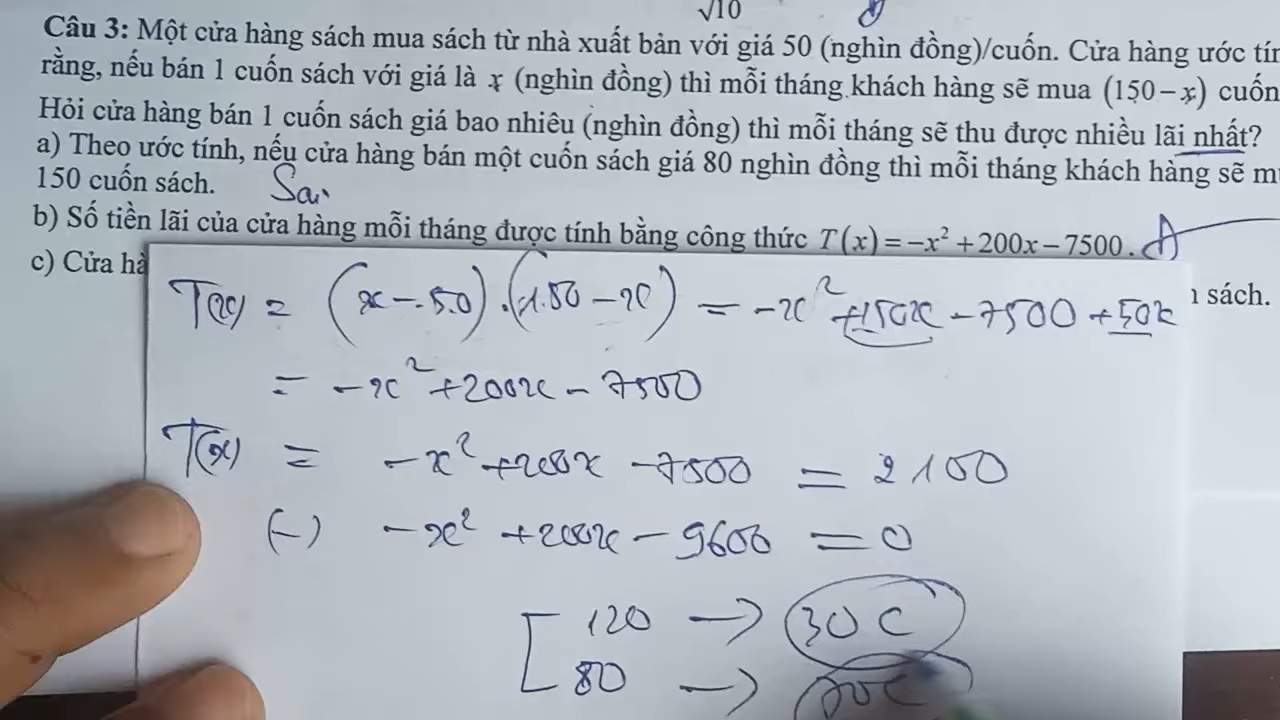 √10
Câu 3: Một cửa hàng sách mua sách từ nhà xuất bản với giá 50 (nghìn đồng)/cuốn. Cửa hàng ước tín
rằng, nếu bán 1 cuốn sách với giá là x (nghìn đồng) thì mỗi tháng khách hàng sẽ mua (150−x) cuốn
Hỏi cửa hàng bán 1 cuốn sách giá bao nhiêu (nghìn đồng) thì mỗi tháng sẽ thu được nhiều lãi nhất?
a) Theo ước tính, nếu cửa hàng bán một cuốn sách giá 80 nghìn đồng thì mỗi tháng khách hàng sẽ m
150 cuốn sách. Sai
b) Số tiền lãi của cửa hàng mỗi tháng được tính bằng công thức T(x)=−x²+200x−7500. Đ
c) Cửa hà
sách.
T(x) = (x−50).(150−x) = −x²+150x−7500+50x
= −x²+200x−7500
T(x) = −x²+200x−7500 = 2100
(−) −x²+200x−9600 = 0
[ 120 → 30C
80 → 70C